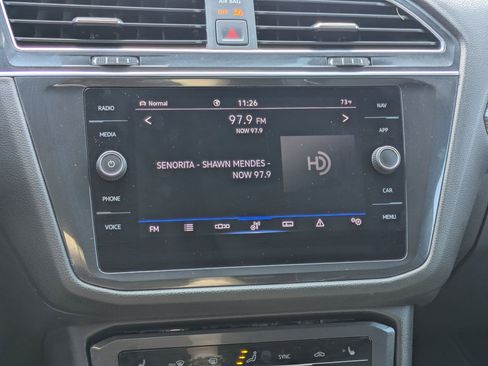 AIR BAG
OFF
RADIO
Normal
11:26
73°F
NAV
97.9 FM
NOW 97.9
MEDIA
APP
SENORITA - SHAWN MENDES -
NOW 97.9
HD
PHONE
CAR
VOICE
FM
MENU
SYNC